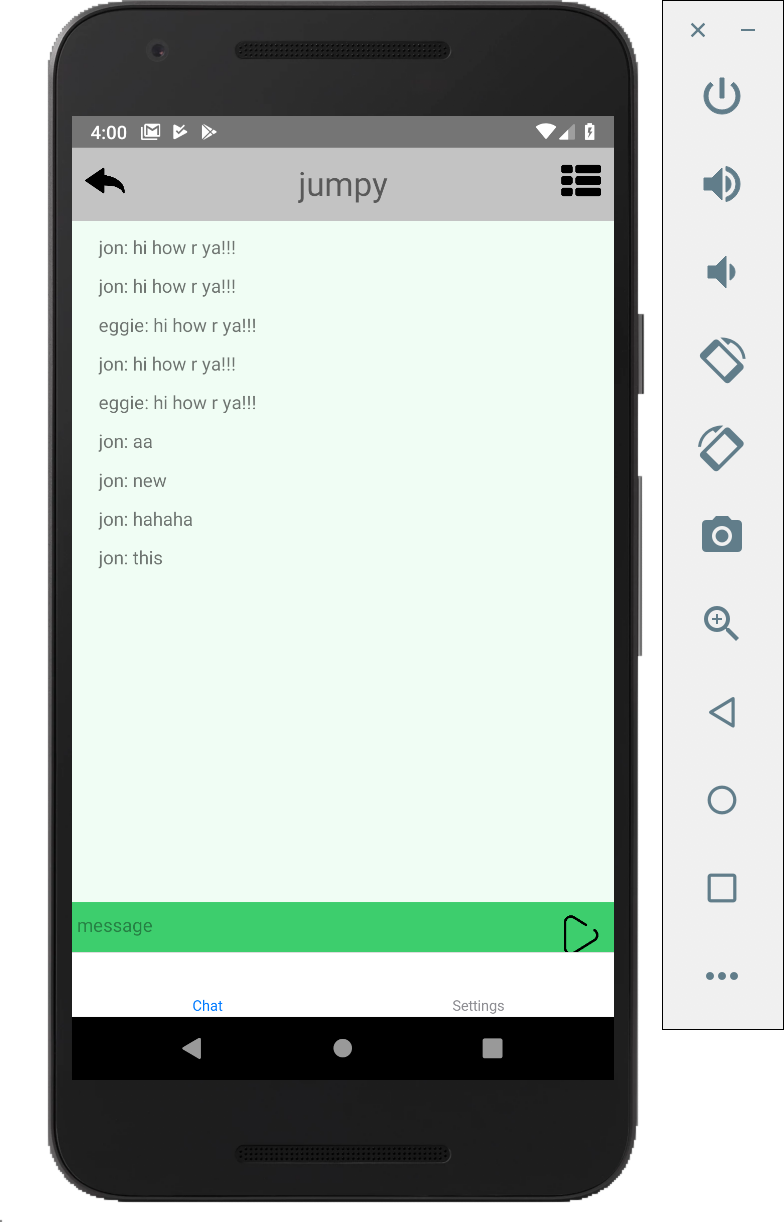 4:00
jumpy
jon: hi how r ya!!!
jon: hi how r ya!!!
eggie: hi how r ya!!!
jon: hi how r ya!!!
eggie: hi how r ya!!!
jon: aa
jon: new
jon: hahaha
jon: this
message
Chat Settings